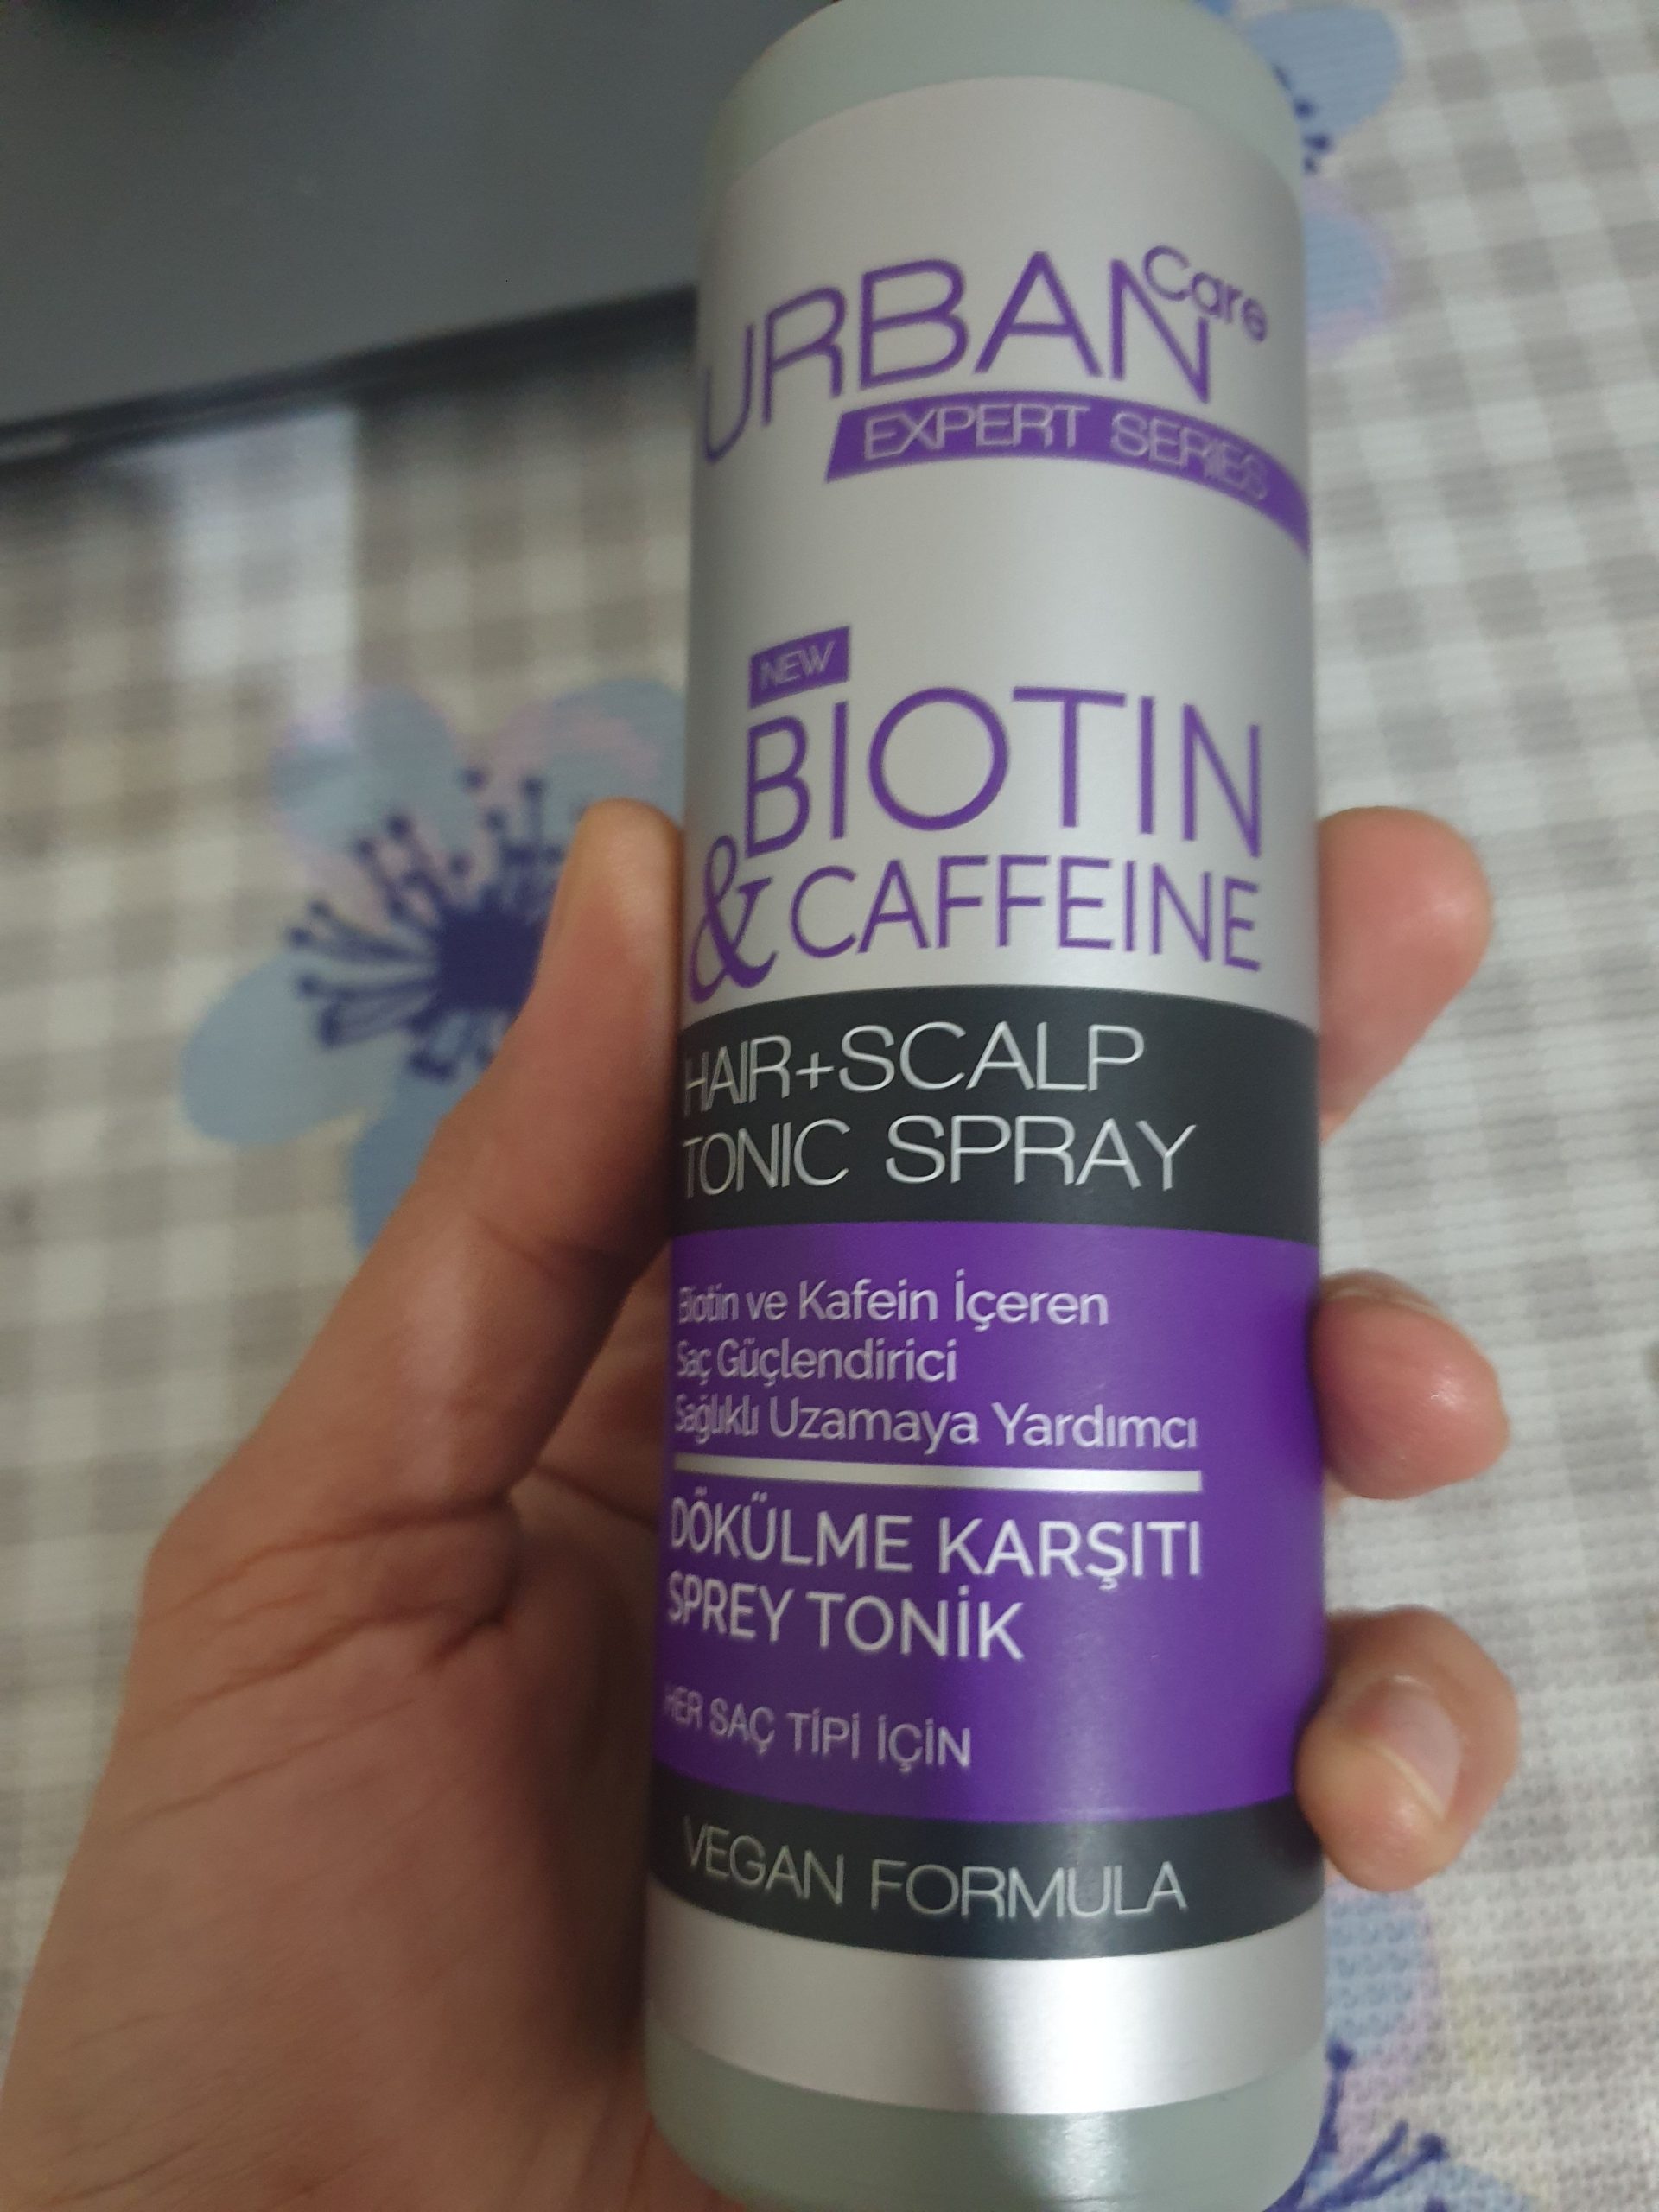 URBAN Care
EXPERT SERIES
NEW
BIOTIN
& CAFFEINE
HAIR+SCALP
TONIC SPRAY
Biotin ve Kafein İçeren
Saç Güçlendirici
Sağlıklı Uzamaya Yardımcı
DÖKÜLME KARŞITI
SPREY TONİK
HER SAÇ TİPİ İÇİN
VEGAN FORMULA